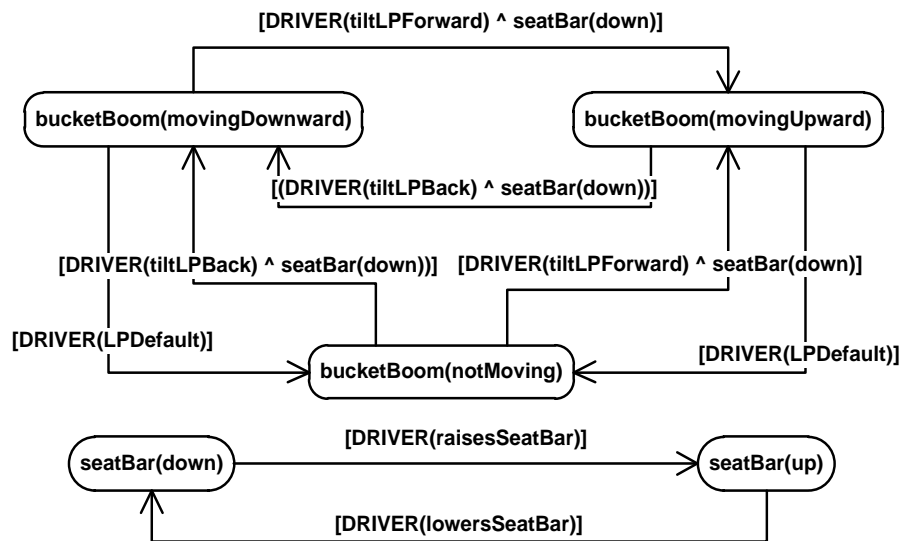 [DRIVER(tiltLPForward) ^ seatBar(down)]
bucketBoom(movingDownward)
bucketBoom(movingUpward)
[(DRIVER(tiltLPBack) ^ seatBar(down))]
[DRIVER(tiltLPBack) ^ seatBar(down))]
[DRIVER(tiltLPForward) ^ seatBar(down)]
[DRIVER(LPDefault)]
[DRIVER(LPDefault)]
bucketBoom(notMoving)
[DRIVER(raisesSeatBar)]
seatBar(down)
seatBar(up)
[DRIVER(lowersSeatBar)]